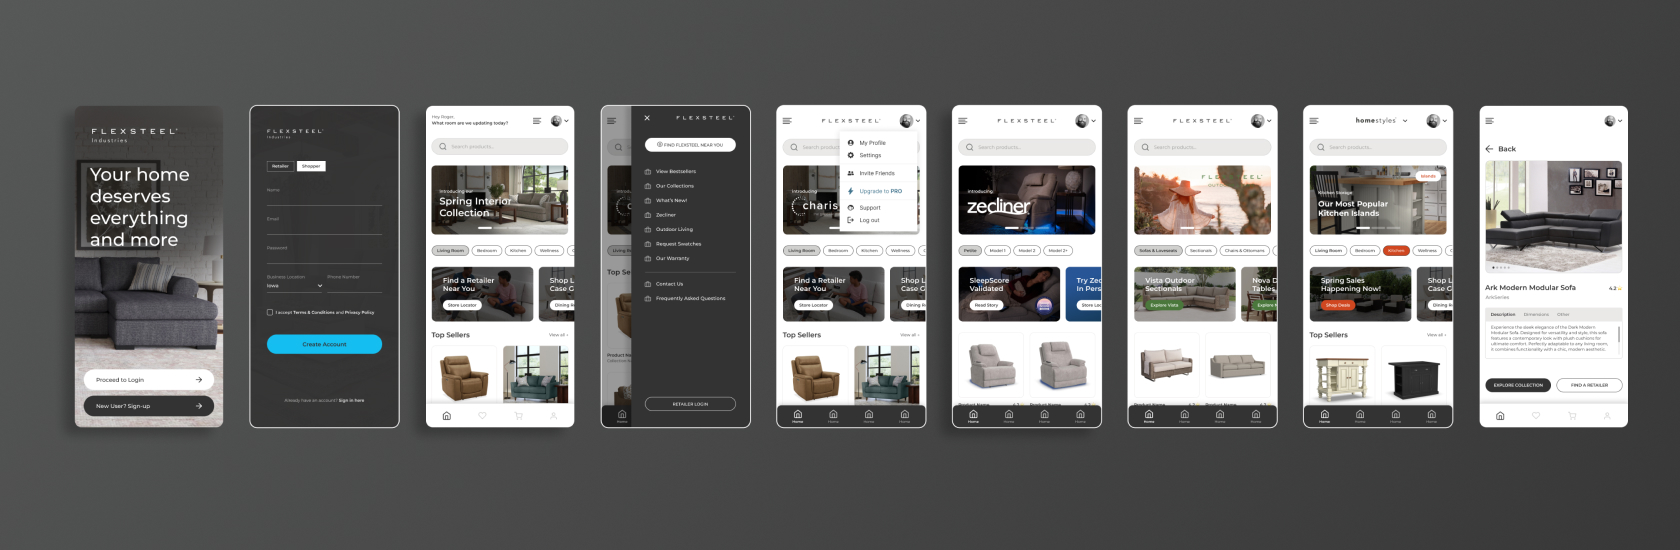 FLEXSTEEL
Industries
Your home
deserves
everything
and more
Proceed to Login
New User? Sign-up
FLEXSTEEL
Industries
Retailer
Shopper
Name
Email
Password
Business Location
Phone Number
Iowa
I accept Terms & Conditions and Privacy Policy
Create Account
Already have an account? Sign in here
Hey Roger,
What room are we updating today?
Search products...
Introducing our
Spring Interior
Collection
Living Room
Bedroom
Kitchen
Wellness
Find a Retailer
Near You
Store Locator
Shop L
Case G
Dining R
Top Sellers
View all
FLEXSTEEL
FIND FLEXSTEEL NEAR YOU
View Bestsellers
Our Collections
What's New!
Zecliner
Outdoor Living
Request Swatches
Our Warranty
Contact Us
Frequently Asked Questions
RETAILER LOGIN
Search
Introducing
Living Room
Top Se
Product N
Home
FLEXSTEEL
Search product
My Profile
Settings
Invite Friends
Upgrade to PRO
Support
Log out
Introducing
charis
Living Room
Bedroom
Kitchen
Wellness
Find a Retailer
Near You
Store Locator
Shop L
Case G
Dining R
Top Sellers
View all
Product Name
Home
Home
Home
Home
FLEXSTEEL
Search products...
Introducing
zecliner
Petite
Model 1
Model 2
Model 2+
SleepScore
Validated
Read Story
Try Zec
In Pers
Store Loc
Product Name
Product Name
Home
Home
Home
Home
FLEXSTEEL
Search products...
FLEXSTEEL
Sofas & Loveseats
Sectionals
Chairs & Ottomans
Vista Outdoor
Sectionals
Explore Vista
Nova D
Tables,
Explore N
Product Name
Product Name
Home
Home
Home
Home
homestyles
Search products...
Islands
Kitchen Storage
Our Most Popular
Kitchen Islands
Living Room
Bedroom
Kitchen
Wellness
Spring Sales
Happening Now!
Shop Deals
Shop L
Case G
Dining R
Top Sellers
View all
Home
Home
Home
Home
Back
Ark Modern Modular Sofa
4.2
ArkSeries
Description
Dimensions
Other
Experience the sleek elegance of the Dark Modern
Modular Sofa. Designed for versatility and style, this sofa
features a contemporary look with plush cushions for
ultimate comfort. Perfectly adaptable to any living room,
it combines functionality with a chic, modern aesthetic.
EXPLORE COLLECTION
FIND A RETAILER